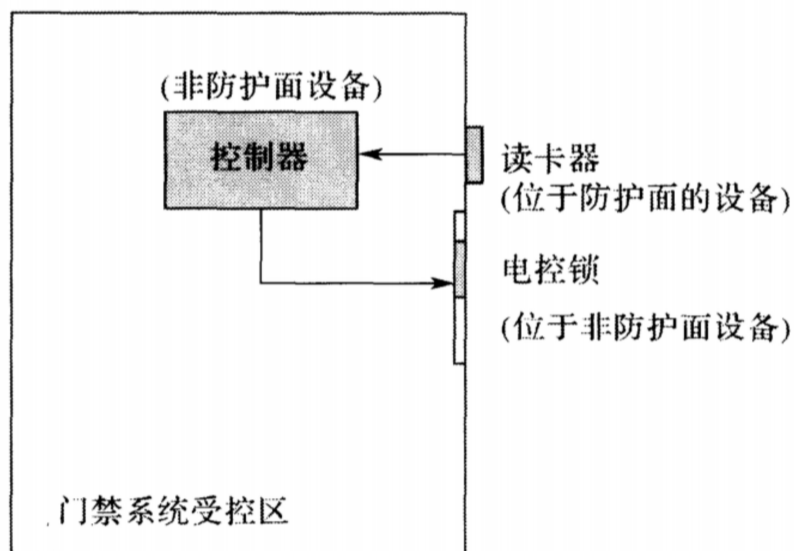 (非防护面设备)
控制器
读卡器
(位于防护面的设备)
电控锁
(位于非防护面设备)
门禁系统受控区